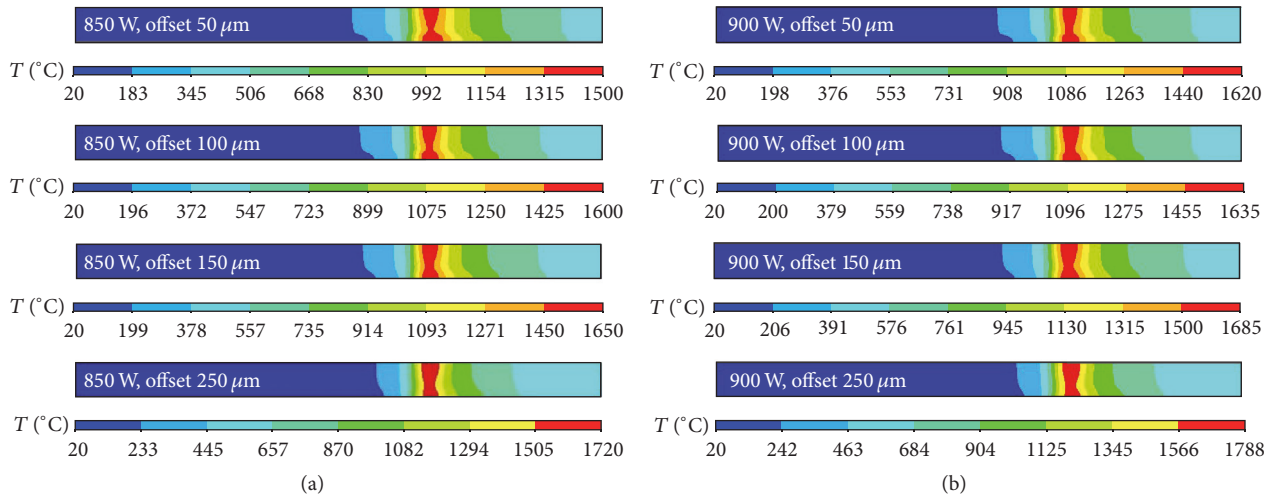 850 W, offset 50 μm
T (°C)
20 183 345 506 668 830 992 1154 1315 1500
850 W, offset 100 μm
T (°C)
20 196 372 547 723 899 1075 1250 1425 1600
850 W, offset 150 μm
T (°C)
20 199 378 557 735 914 1093 1271 1450 1650
850 W, offset 250 μm
T (°C)
20 233 445 657 870 1082 1294 1505 1720
(a)
900 W, offset 50 μm
T (°C)
20 198 376 553 731 908 1086 1263 1440 1620
900 W, offset 100 μm
T (°C)
20 200 379 559 738 917 1096 1275 1455 1635
900 W, offset 150 μm
T (°C)
20 206 391 576 761 945 1130 1315 1500 1685
900 W, offset 250 μm
T (°C)
20 242 463 684 904 1125 1345 1566 1788
(b)